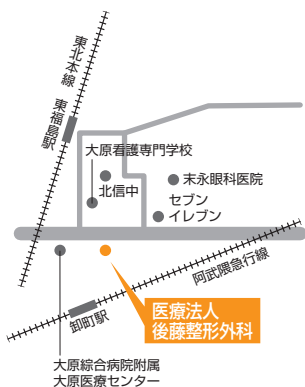 東北本線
東福島駅
大原看護専門学校
北信中
末永眼科医院
セブン
イレブン
阿武隈急行線
卸町駅
医療法人
後藤整形外科
大原綜合病院附属
大原医療センター